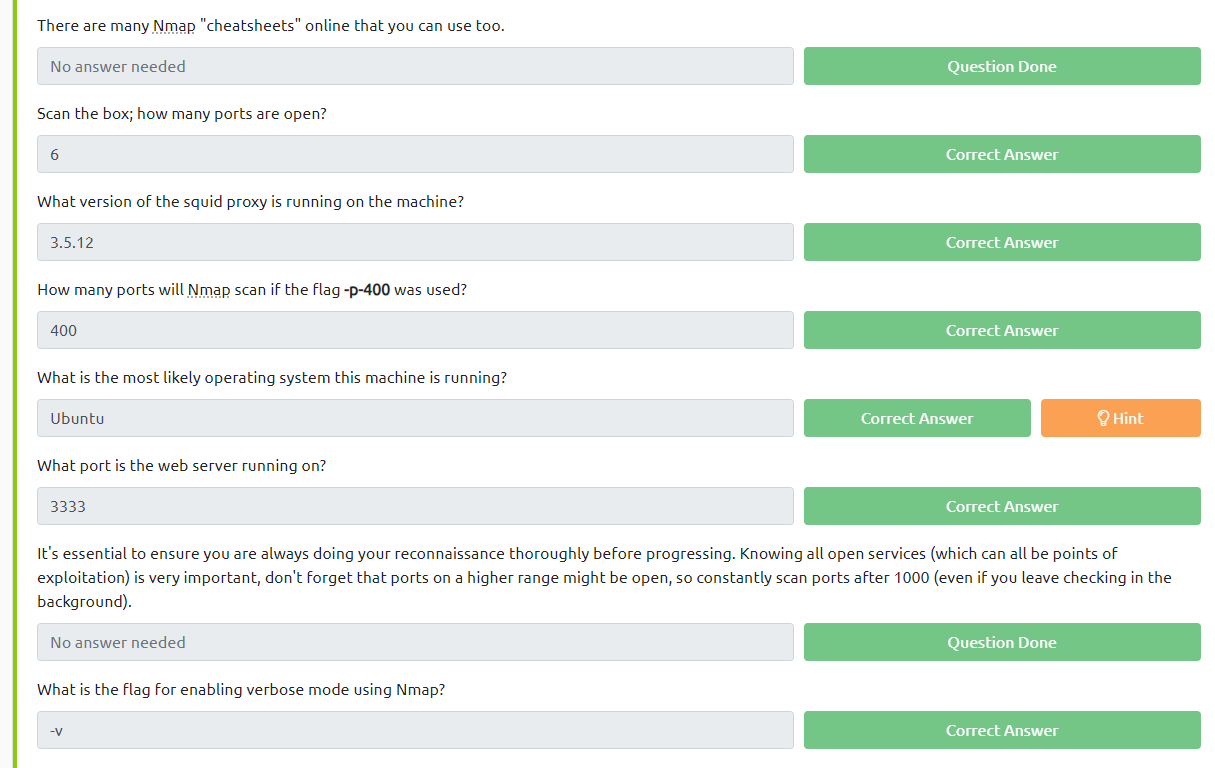 There are many Nmap "cheatsheets" online that you can use too.
No answer needed
Question Done
Scan the box; how many ports are open?
6
Correct Answer
What version of the squid proxy is running on the machine?
3.5.12
Correct Answer
How many ports will Nmap scan if the flag -p-400 was used?
400
Correct Answer
What is the most likely operating system this machine is running?
Ubuntu
Correct Answer
Hint
What port is the web server running on?
3333
Correct Answer
It's essential to ensure you are always doing your reconnaissance thoroughly before progressing. Knowing all open services (which can all be points of
exploitation) is very important, don't forget that ports on a higher range might be open, so constantly scan ports after 1000 (even if you leave checking in the
background).
No answer needed
Question Done
What is the flag for enabling verbose mode using Nmap?
-v
Correct Answer